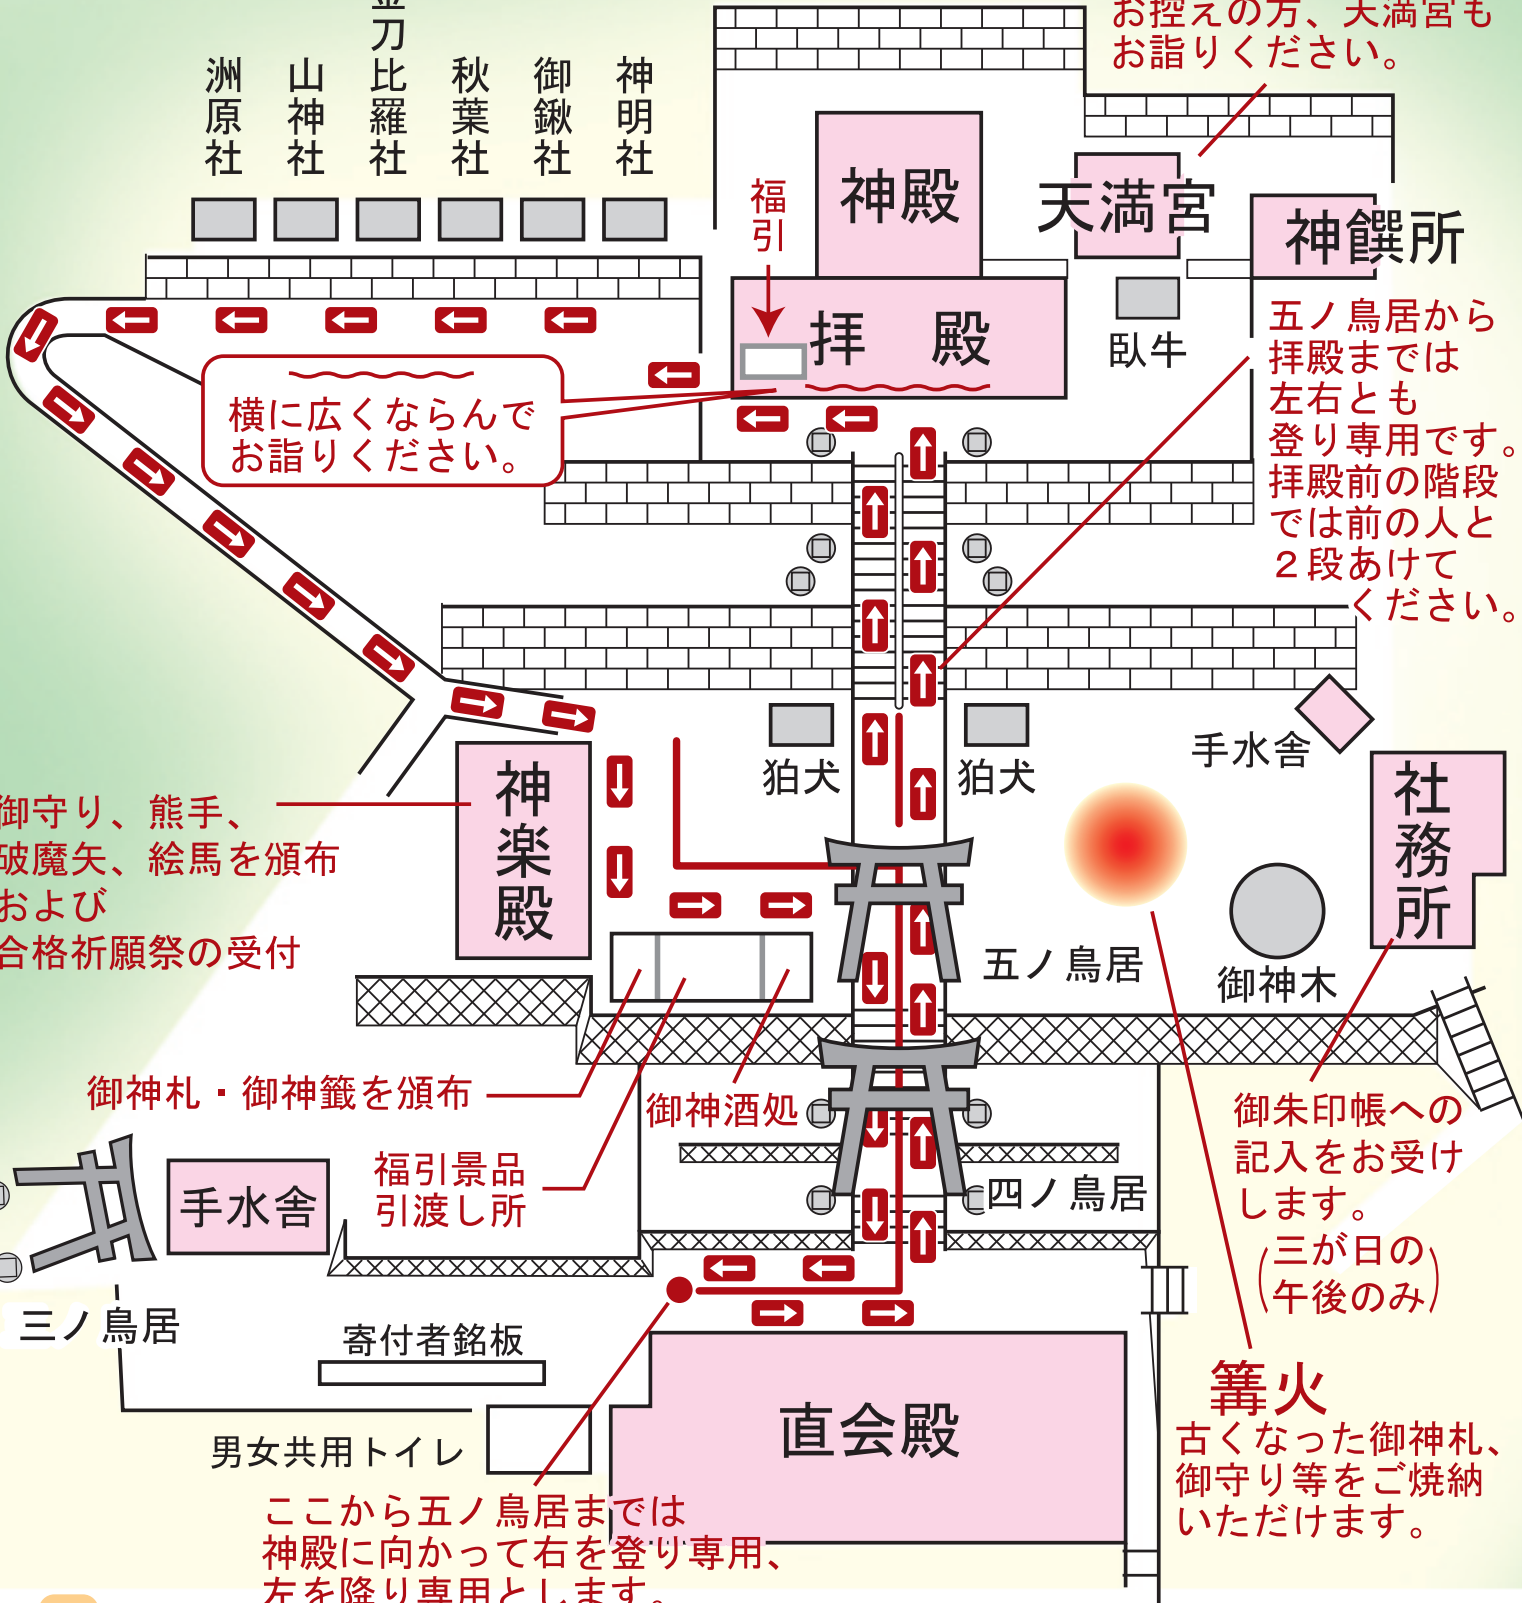 お控えの方、天満宮も
お詣りください。
洲原社
山神社
刀比羅社
秋葉社
御鍬社
神明社
福引
神殿
天満宮
神饌所
拝殿
臥牛
五ノ鳥居から
拝殿までは
左右とも
登り専用です。
拝殿前の階段
では前の人と
２段あけて
ください。
横に広くならんで
お詣りください。
狛犬
狛犬
手水舎
社務所
神楽殿
御守り、熊手、
破魔矢、絵馬を頒布
および
合格祈願祭の受付
五ノ鳥居
御神木
御神札・御神籤を頒布
御神酒処
福引景品
引渡し所
御朱印帳への
記入をお受け
します。
（三が日の
午後のみ）
手水舎
四ノ鳥居
三ノ鳥居
寄付者銘板
男女共用トイレ
直会殿
篝火
古くなった御神札、
御守り等をご焼納
いただけます。
ここから五ノ鳥居までは
神殿に向かって右を登り専用、
左を降り専用とします。